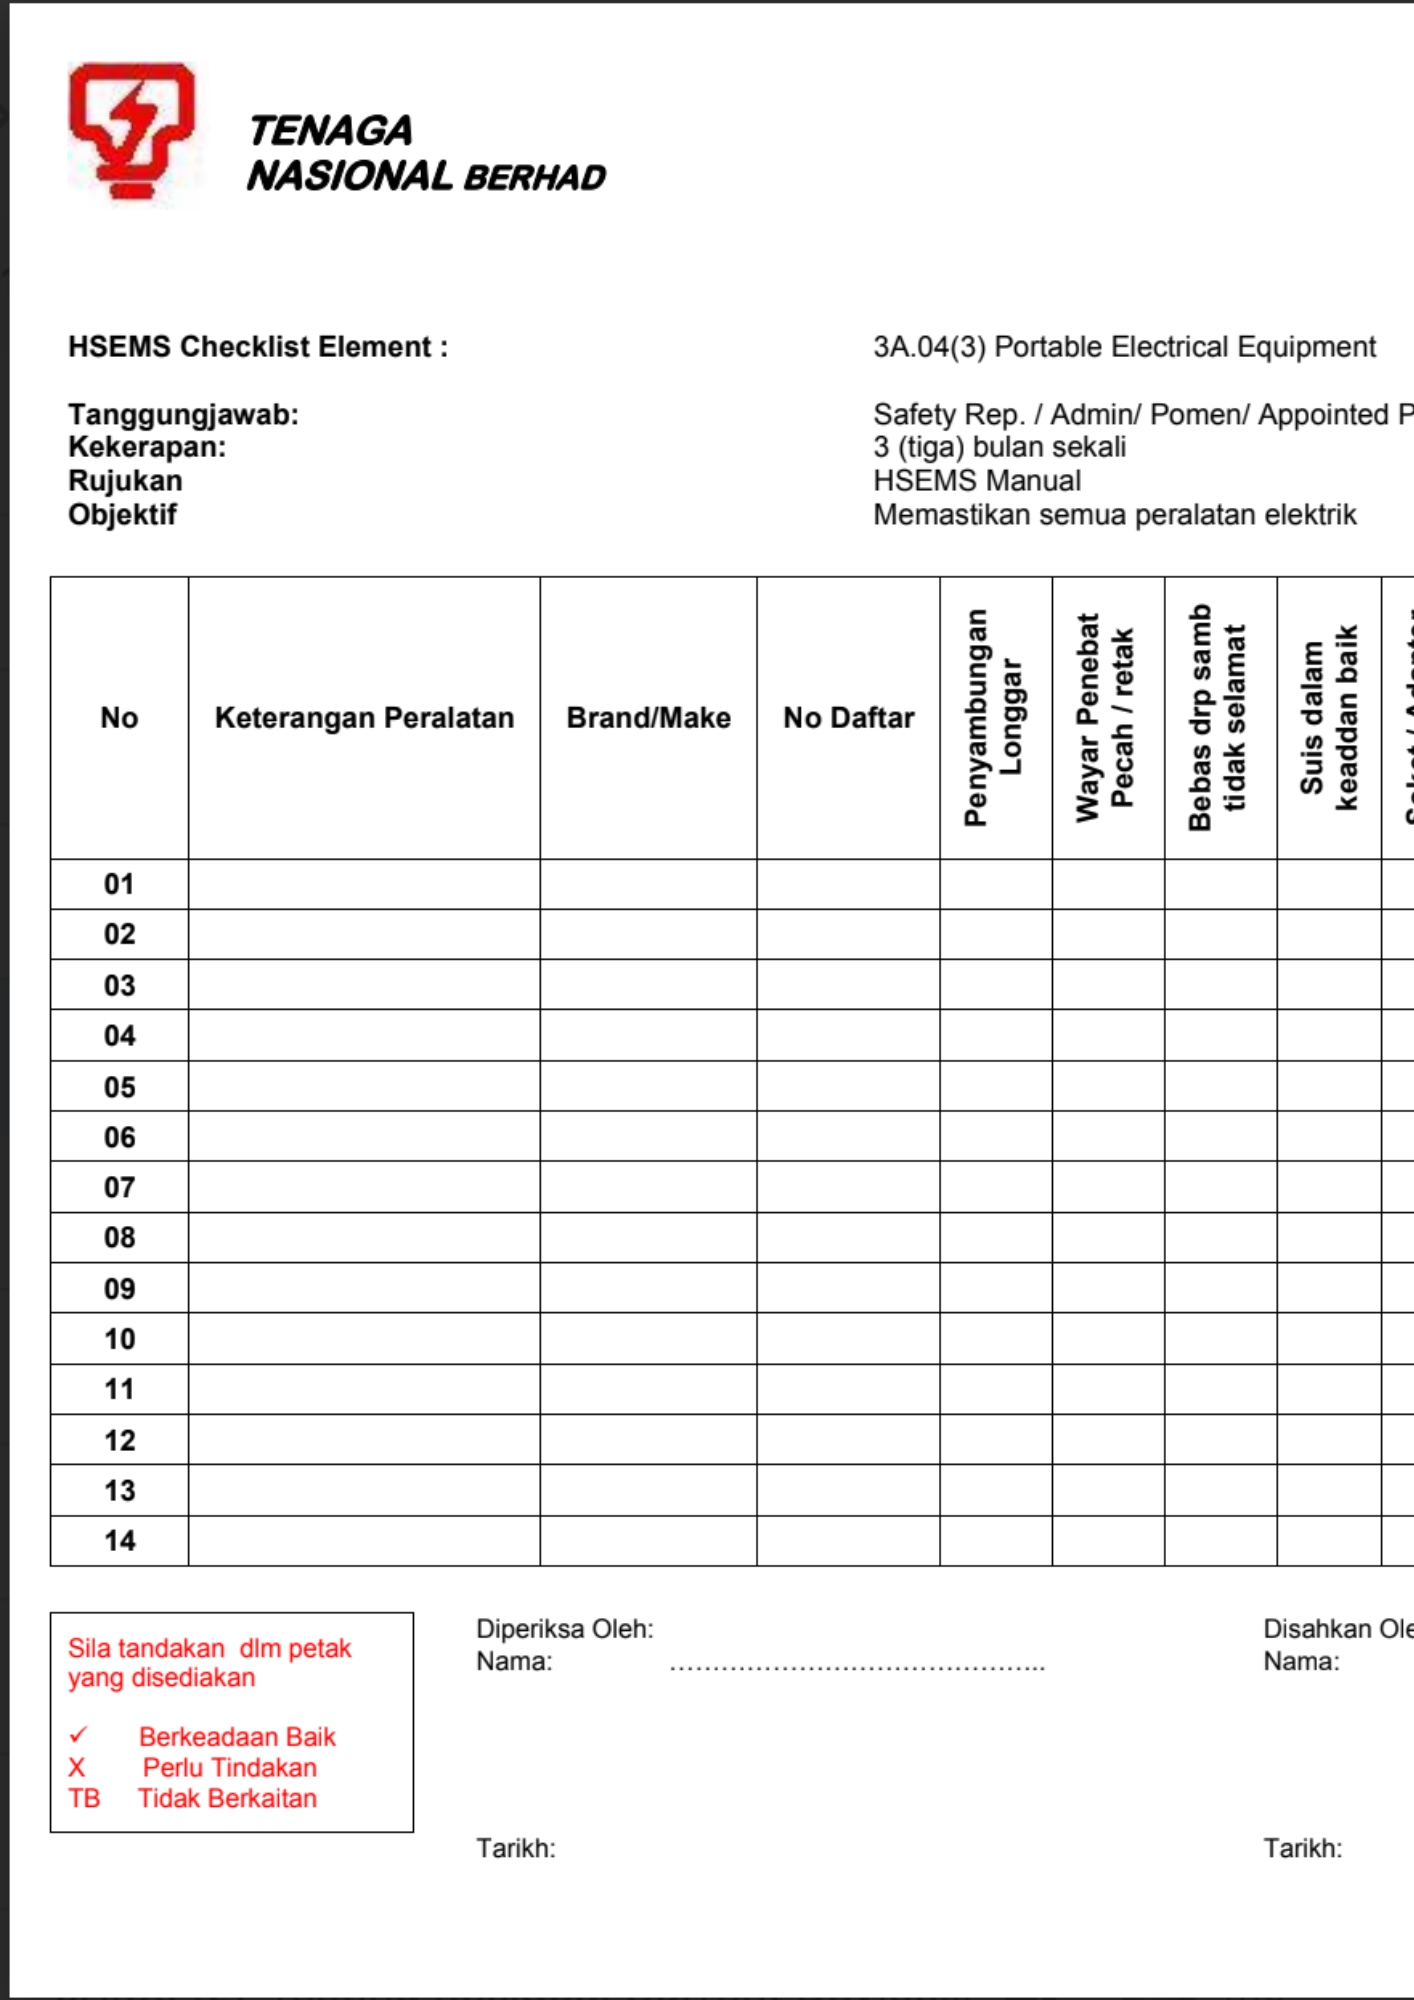 TENAGA
NASIONAL BERHAD
HSEMS Checklist Element :
3A.04(3) Portable Electrical Equipment
Tanggungjawab:
Safety Rep. / Admin/ Pomen/ Appointed
Kekerapan:
3 (tiga) bulan sekali
Rujukan
HSEMS Manual
Objektif
Memastikan semua peralatan elektrik
No
Keterangan Peralatan
Brand/Make
No Daftar
Penyambungan
Longgar
Wayar Penebat
Pecah / retak
Bebas drp samb
tidak selamat
Suis dalam
keaddan baik
01
02
03
04
05
06
07
08
09
10
11
12
13
14
Sila tandakan dlm petak
yang disediakan
✓ Berkeadaan Baik
X Perlu Tindakan
TB Tidak Berkaitan
Diperiksa Oleh:
Nama: ……………………………………..
Tarikh:
Disahkan
Nama:
Tarikh: